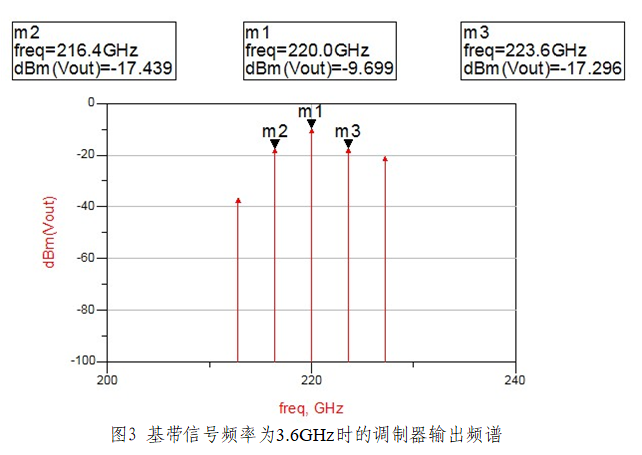 m2
freq=216.4GHz
dBm(Vout)=-17.439
m1
freq=220.0GHz
dBm(Vout)=-9.699
m3
freq=223.6GHz
dBm(Vout)=-17.296
0
-20
-40
-60
-80
-100
dBm(Vout)
m2
m1
m3
200
220
240
freq, GHz
图3 基带信号频率为3.6GHz时的调制器输出频谱